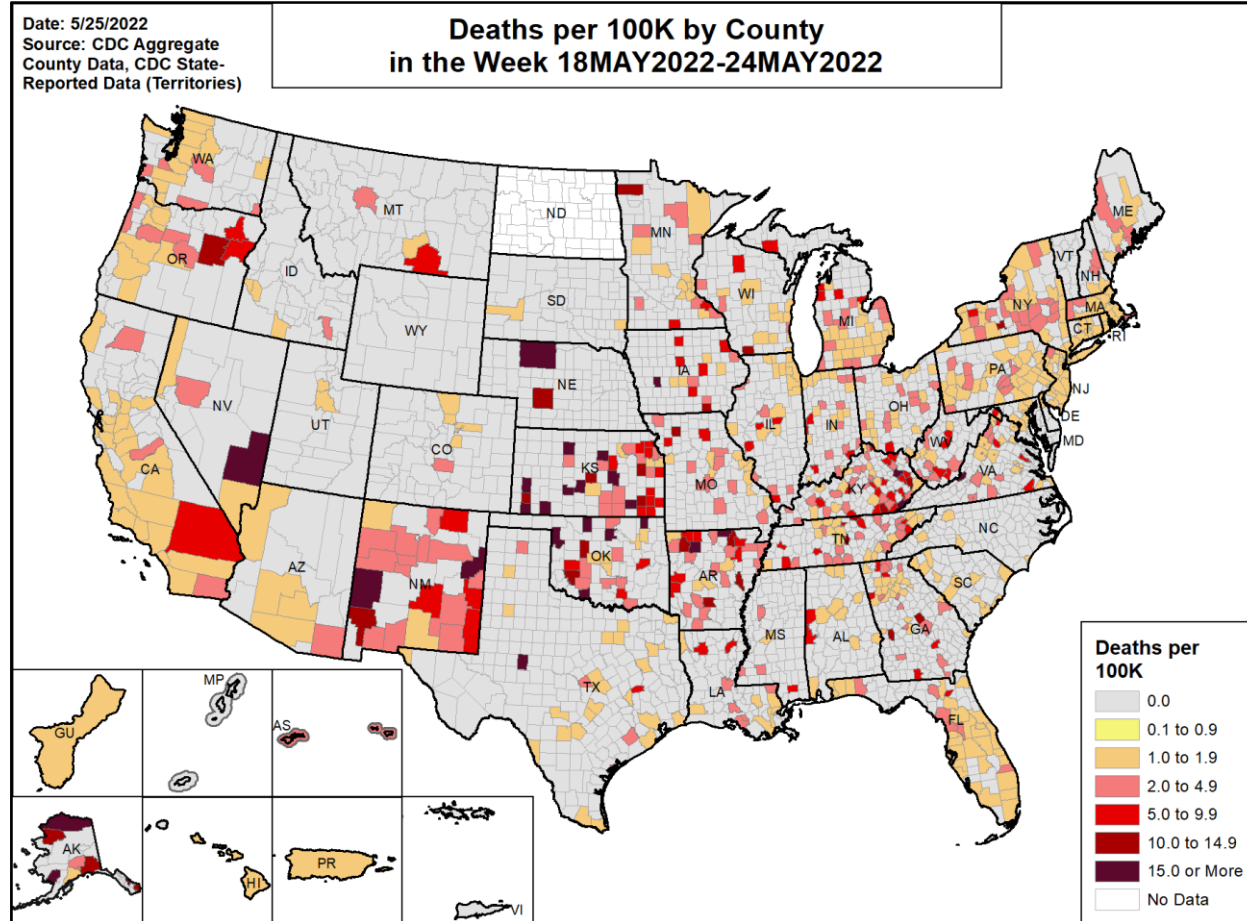 Date: 5/25/2022
Source: CDC Aggregate
County Data, CDC State-
Reported Data (Territories)
Deaths per 100K by County
in the Week 18MAY2022-24MAY2022
WA
MT
ND
MN
ME
OR
ID
SD
WI
MI
VT
NH
NY
MA
CT
RI
WY
NE
IA
PA
NJ
NV
UT
CO
IL
IN
OH
DE
MD
WV
VA
CA
KS
MO
KY
NC
AZ
NM
OK
AR
TN
SC
TX
LA
MS
AL
GA
FL
GU
MP
AS
AK
HI
PR
VI
Deaths per
100K
0.0
0.1 to 0.9
1.0 to 1.9
2.0 to 4.9
5.0 to 9.9
10.0 to 14.9
15.0 or More
No Data